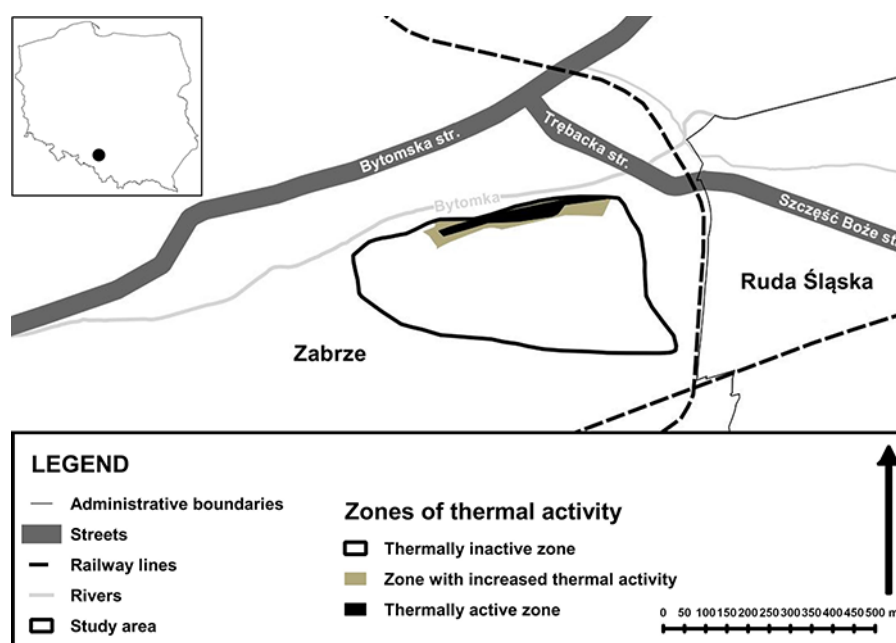 Bytomska str.
Trębacka str.
Szczęść Boże str.
Bytomka
Ruda Śląska
Zabrze
LEGEND
Administrative boundaries
Streets
Railway lines
Rivers
Study area
Zones of thermal activity
Thermally inactive zone
Zone with increased thermal activity
Thermally active zone
0 50 100 150 200 250 300 350 400 450 500 m